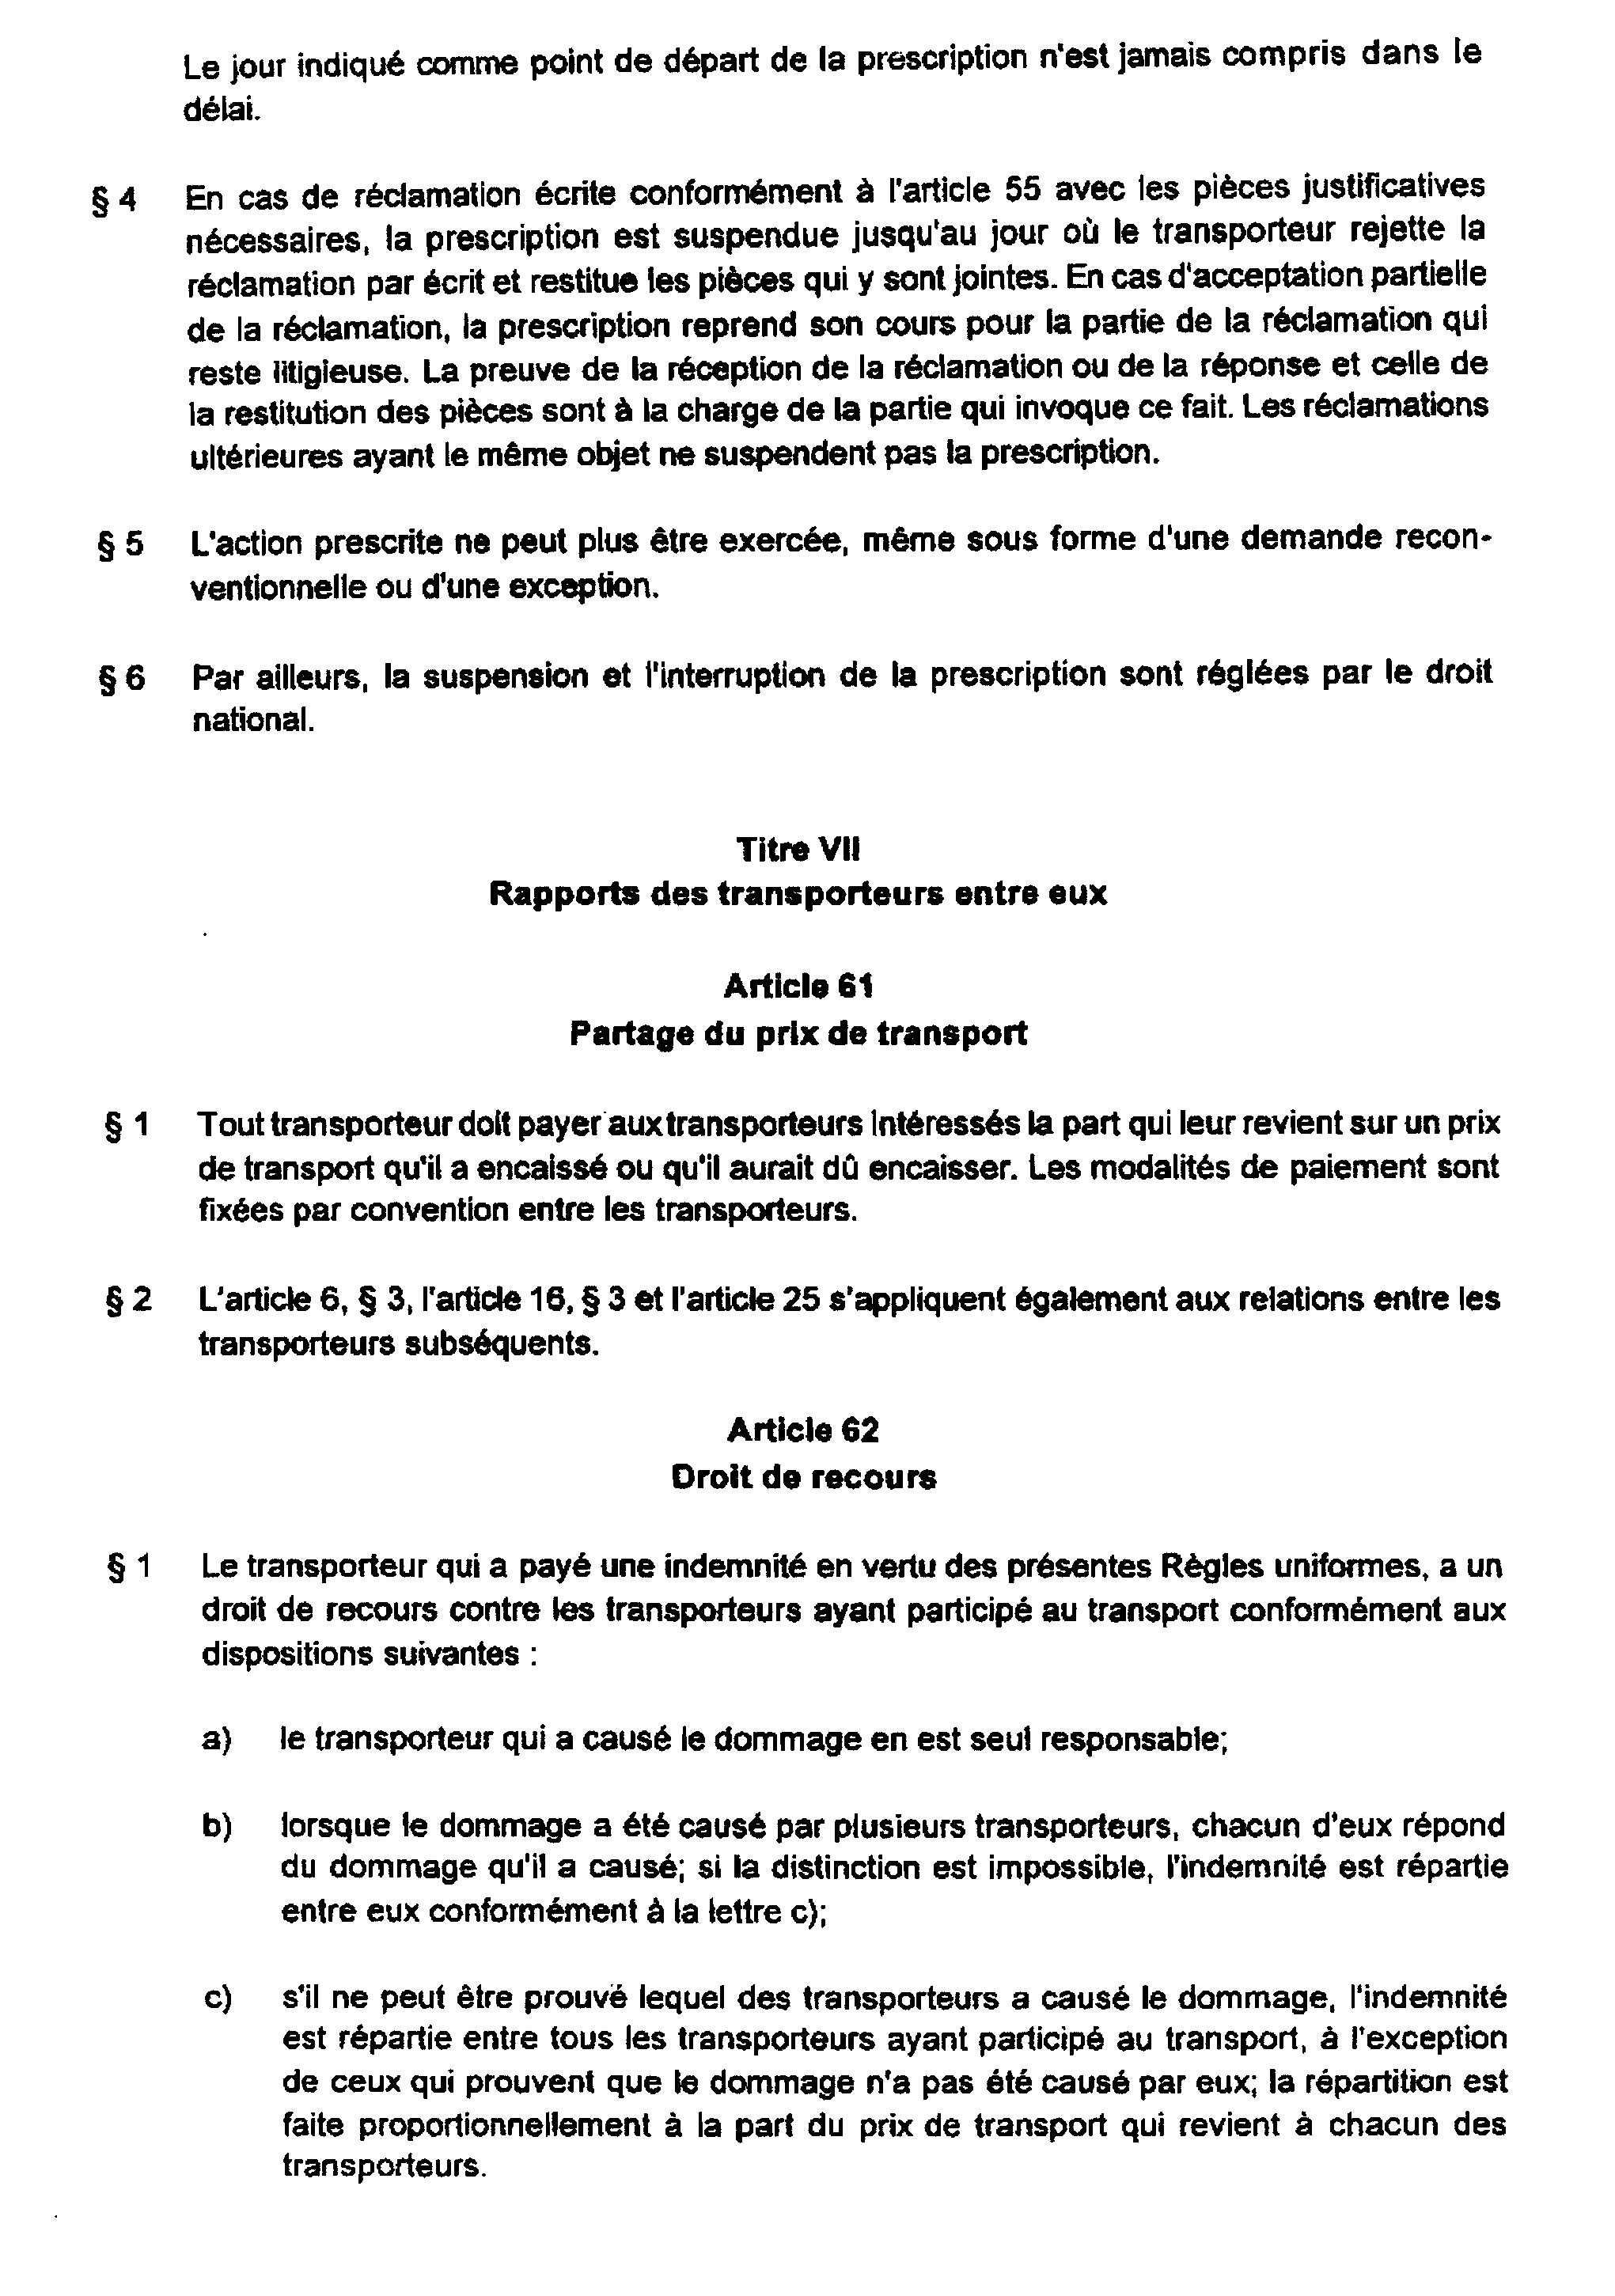 Le jour indiqué comme point de départ de la prescription n'est jamais compris dans le
délai.
§ 4 En cas de réclamation écrite conformément à l'article 55 avec les pièces justificatives
nécessaires, la prescription est suspendue jusqu'au jour où le transporteur rejette la
réclamation par écrit et restitue les pièces qui y sont jointes. En cas d'acceptation partielle
de la réclamation, la prescription reprend son cours pour la partie de la réclamation qui
reste litigieuse. La preuve de la réception de la réclamation ou de la réponse et celle de
la restitution des pièces sont à la charge de la partie qui invoque ce fait. Les réclamations
ultérieures ayant le même objet ne suspendent pas la prescription.
§ 5 L'action prescrite ne peut plus être exercée, même sous forme d'une demande recon-
ventionnelle ou d'une exception.
§ 6 Par ailleurs, la suspension et l'interruption de la prescription sont réglées par le droit
national.
Titre VII
Rapports des transporteurs entre eux
Article 61
Partage du prix de transport
§ 1 Tout transporteur doit payer aux transporteurs intéressés la part qui leur revient sur un prix
de transport qu'il a encaissé ou qu'il aurait dû encaisser. Les modalités de paiement sont
fixées par convention entre les transporteurs.
§ 2 L'article 6, § 3, l'article 16, § 3 et l'article 25 s'appliquent également aux relations entre les
transporteurs subséquents.
Article 62
Droit de recours
§ 1 Le transporteur qui a payé une indemnité en vertu des présentes Règles uniformes, a un
droit de recours contre les transporteurs ayant participé au transport conformément aux
dispositions suivantes :
a) le transporteur qui a causé le dommage en est seul responsable;
b) lorsque le dommage a été causé par plusieurs transporteurs, chacun d'eux répond
du dommage qu'il a causé; si la distinction est impossible, l'indemnité est répartie
entre eux conformément à la lettre c);
c) s'il ne peut être prouvé lequel des transporteurs a causé le dommage, l'indemnité
est répartie entre tous les transporteurs ayant participé au transport, à l'exception
de ceux qui prouvent que le dommage n'a pas été causé par eux; la répartition est
faite proportionnellement à la part du prix de transport qui revient à chacun des
transporteurs.